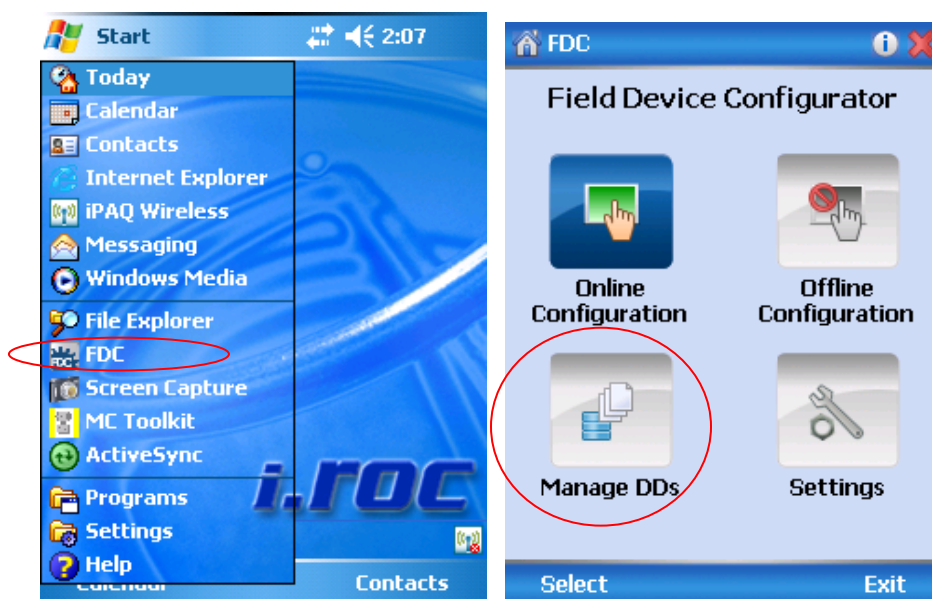 Start 2:07
Today
Calendar
Contacts
Internet Explorer
iPAQ Wireless
Messaging
Windows Media
File Explorer
FDC
FDC
Screen Capture
MC Toolkit
ActiveSync
Programs
Settings
Help
i.roc
Calendar Contacts
FDC
Field Device Configurator
Online
Configuration
Offline
Configuration
Manage DDs
Settings
Select Exit